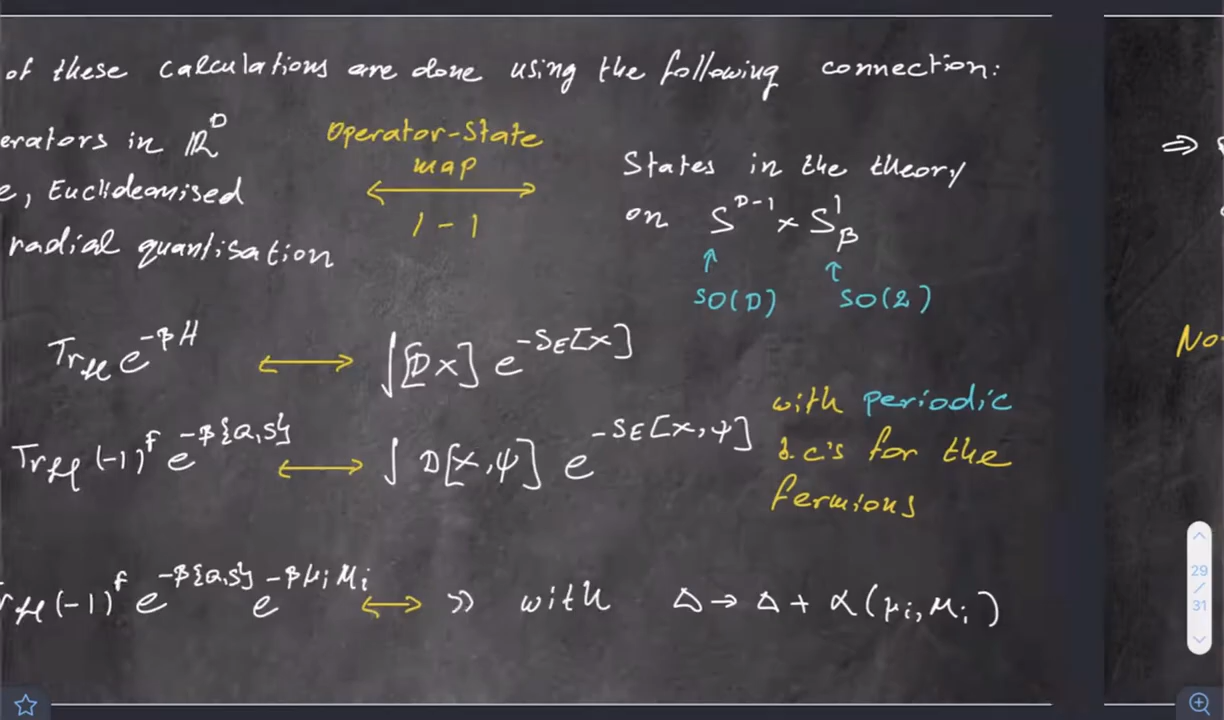 of these calculations are done using the following connection:
erators in ℝ^D
e, Euclideanised
radial quantisation
Operator-State
map
1-1
States in the theory
on S^{D-1} × S^1_β
SO(D) SO(2)
Tr_ℋ e^{-βH} ⟷ ∫[Dx] e^{-S_E[x]}
Tr_ℋ (-1)^F e^{-β{Q,S}} ⟷ ∫ D[x,ψ] e^{-S_E[x,ψ]}
with periodic
b.c.'s for the
fermions
Tr_ℋ (-1)^F e^{-β{Q,S}} e^{-βμ_i M_i} ⟷ >> with Δ → Δ + α(μ_i, M_i)
⇒
No
29
/
31